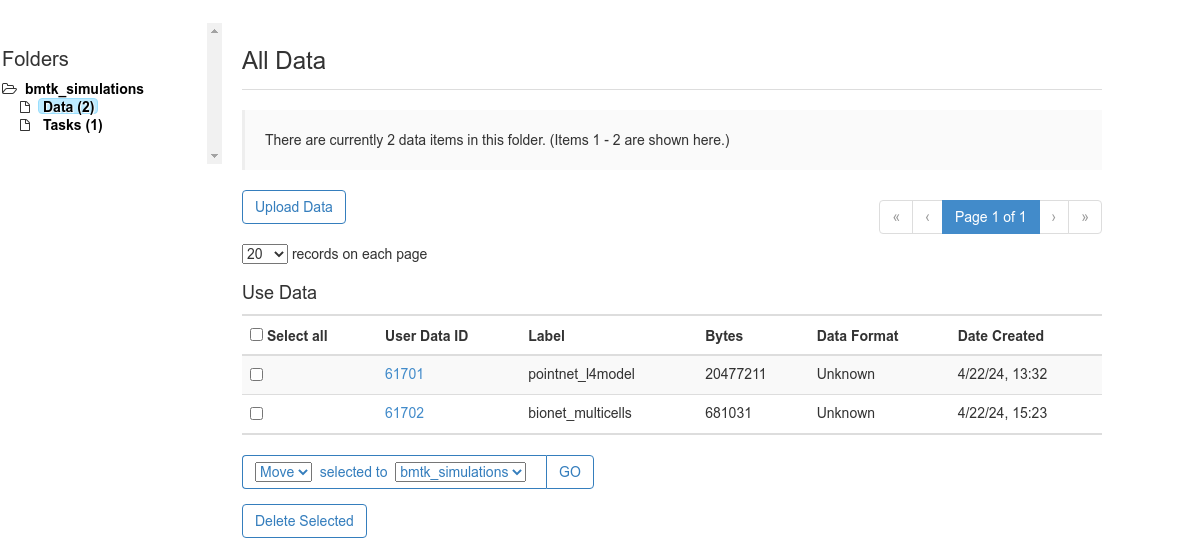 Folders
bmtk_simulations
Data (2)
Tasks (1)
All Data
There are currently 2 data items in this folder. (Items 1 - 2 are shown here.)
Upload Data
« ‹ Page 1 of 1 › »
20 records on each page
Use Data
Select all User Data ID Label Bytes Data Format Date Created
61701 pointnet_l4model 20477211 Unknown 4/22/24, 13:32
61702 bionet_multicells 681031 Unknown 4/22/24, 15:23
Move selected to bmtk_simulations GO
Delete Selected